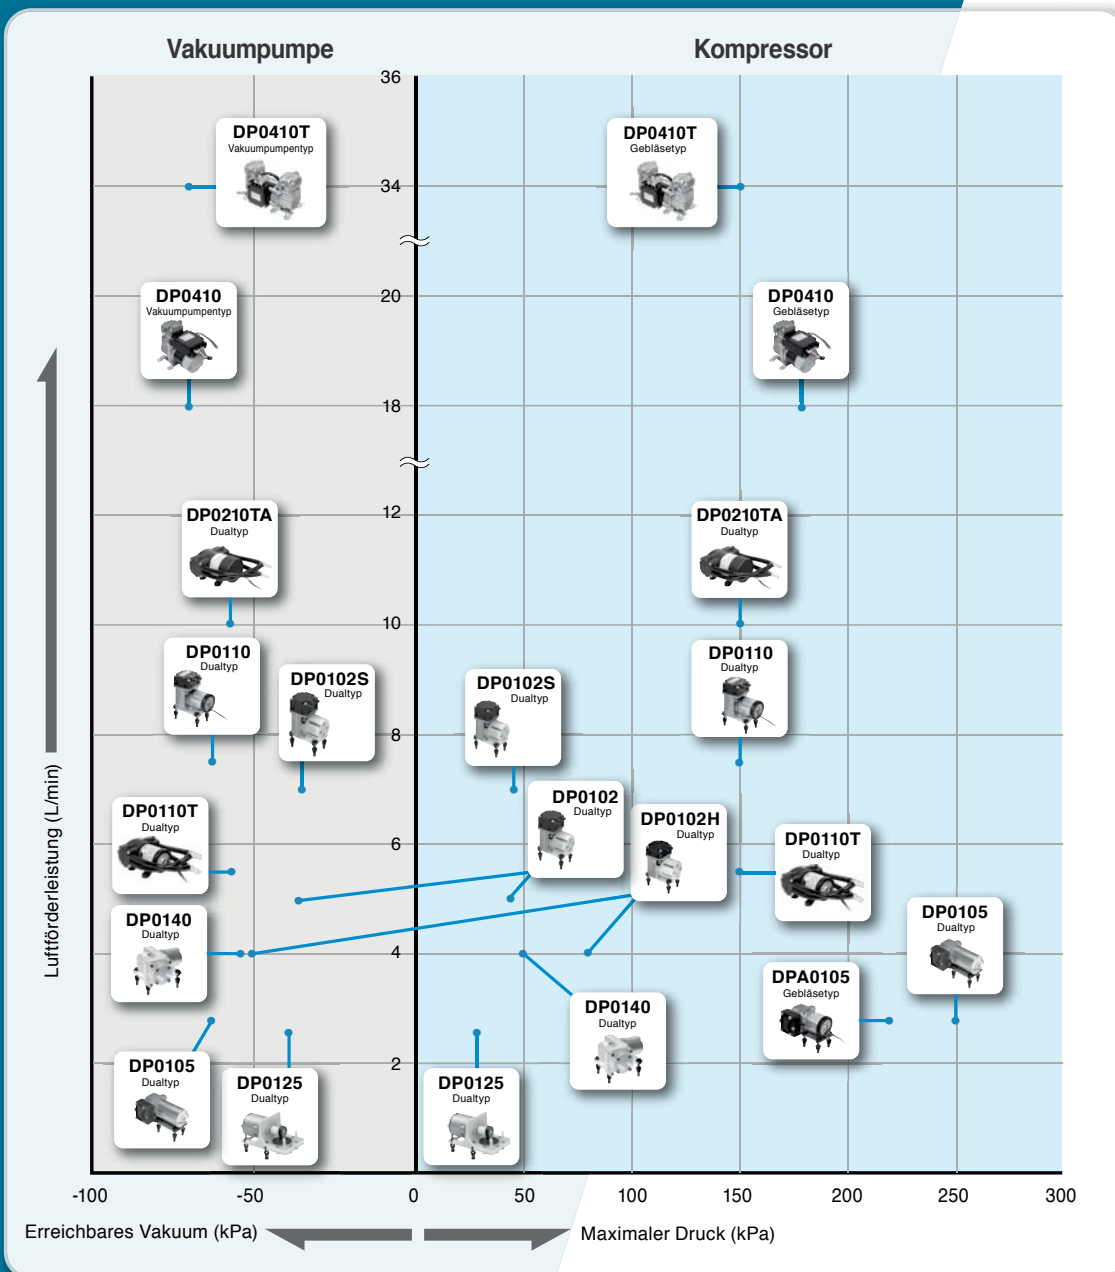 Vakuumpumpe
Kompressor
36
DP0410T
Vakuumpumpentyp
DP0410T
Gebläsetyp
34
DP0410
Vakuumpumpentyp
20
DP0410
Gebläsetyp
18
DP0210TA
Dualtyp
12
DP0210TA
Dualtyp
10
DP0110
Dualtyp
DP0102S
Dualtyp
DP0102S
Dualtyp
DP0110
Dualtyp
8
DP0110T
Dualtyp
DP0102
Dualtyp
DP0102H
Dualtyp
DP0110T
Dualtyp
6
DP0140
Dualtyp
DP0105
Dualtyp
4
DPA0105
Gebläsetyp
DP0140
Dualtyp
DP0105
Dualtyp
2
DP0125
Dualtyp
DP0125
Dualtyp
Luftförderleistung (L/min)
-100
-50
0
50
100
150
200
250
300
Erreichbares Vakuum (kPa)
Maximaler Druck (kPa)